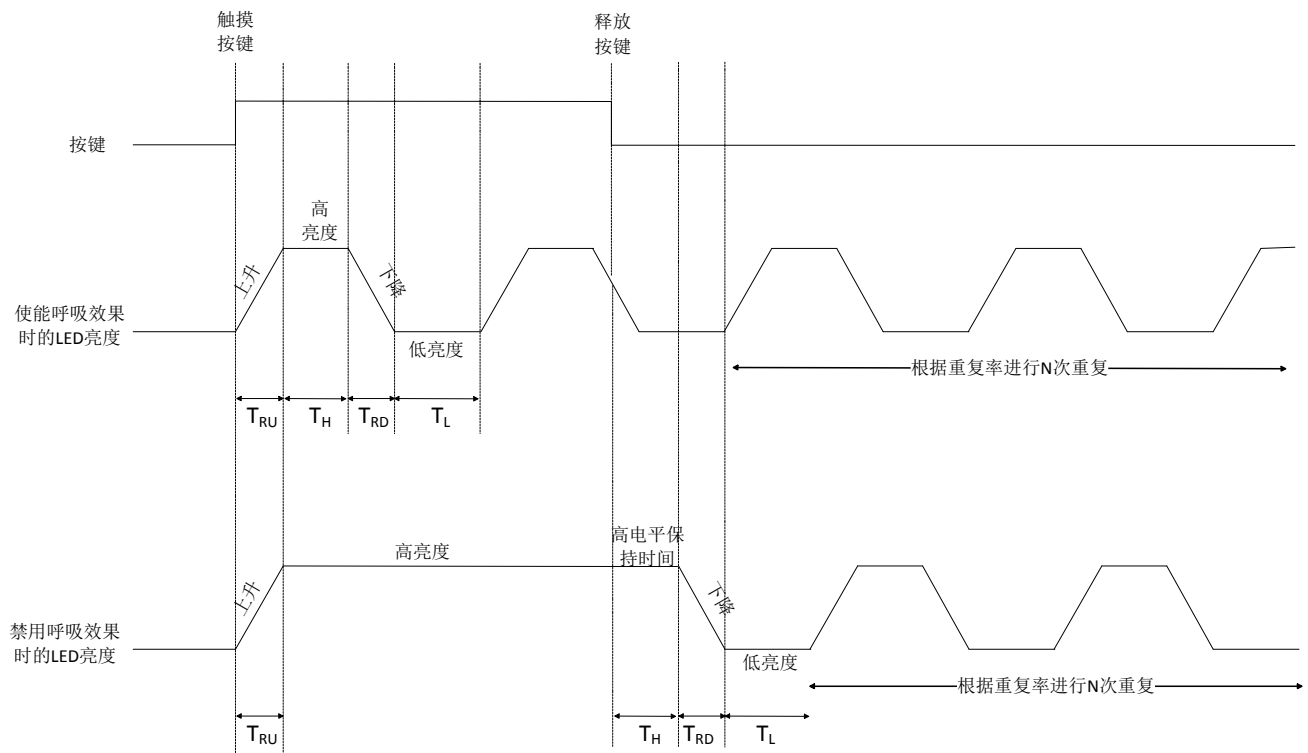 触摸
按键
释放
按键
按键
高
亮度
上升
下降
使能呼吸效果
时的LED亮度
低亮度
根据重复率进行N次重复
TRU
TH
TRD
TL
高电平保
持时间
高亮度
上升
下降
禁用呼吸效果
时的LED亮度
低亮度
根据重复率进行N次重复
TRU
TH
TRD
TL